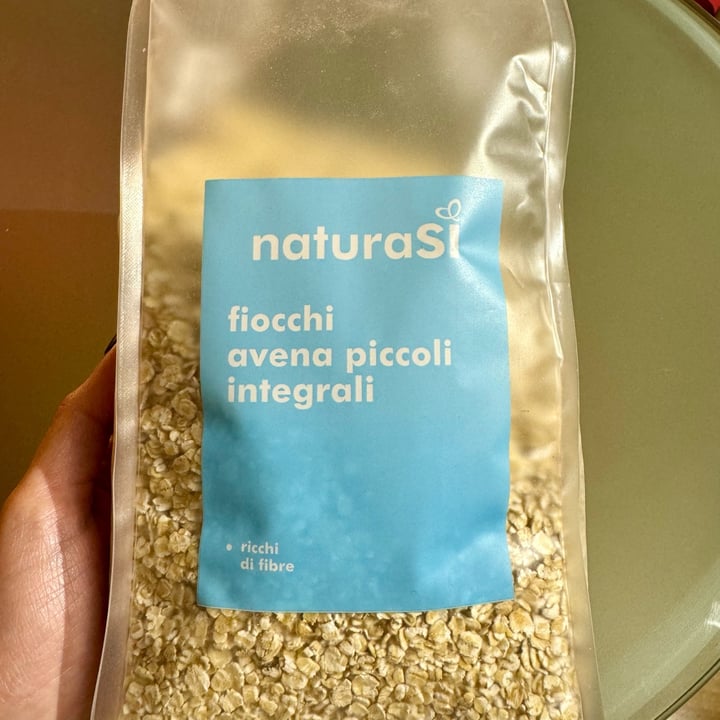 naturaSì
fiocchi
avena piccoli
integrali
• ricchi
di fibre